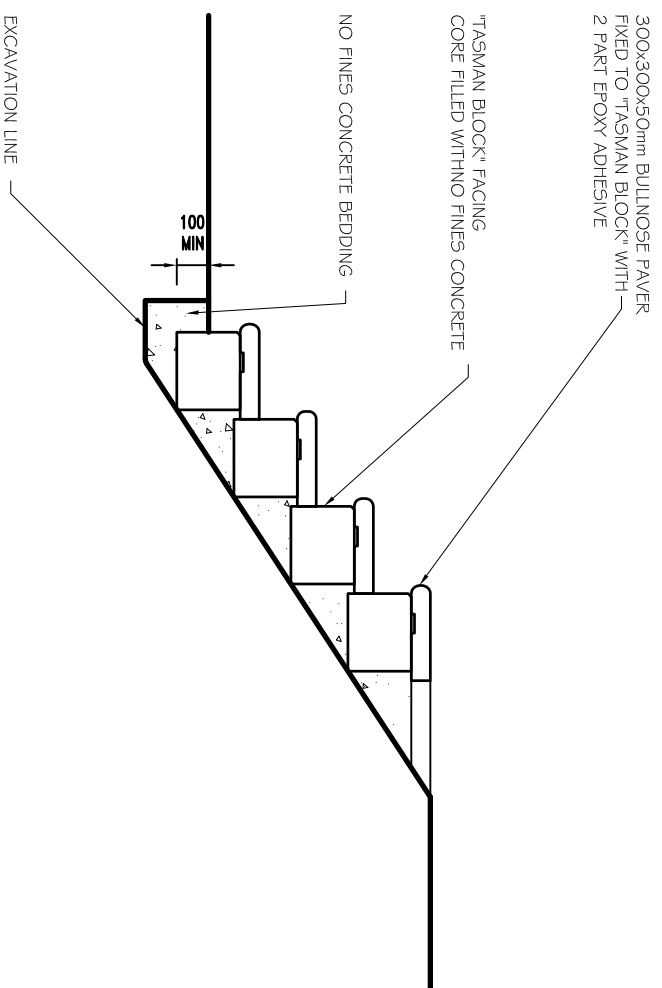 300x300x50mm BULLNOSE PAVER
FIXED TO "TASMAN BLOCK" WITH
2 PART EPOXY ADHESIVE
"TASMAN BLOCK" FACING
CORE FILLED WITHNO FINES CONCRETE
NO FINES CONCRETE BEDDING
100
MIN
EXCAVATION LINE